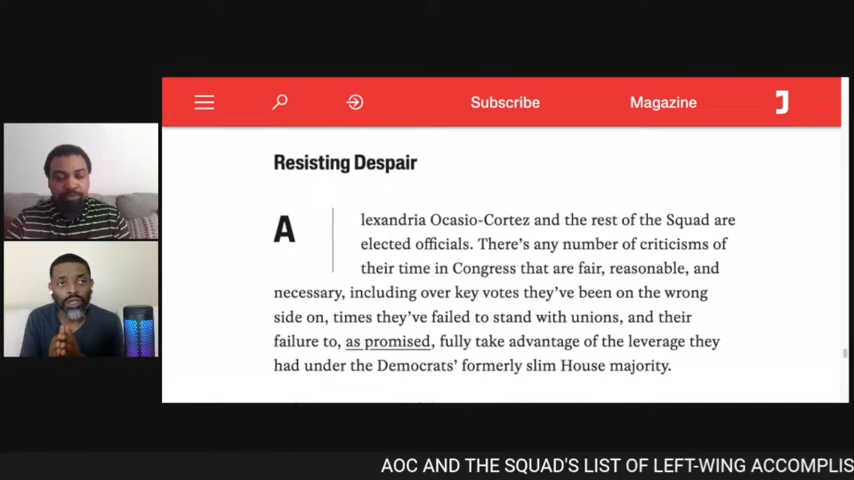 Subscribe
Magazine
J
Resisting Despair
Alexandria Ocasio-Cortez and the rest of the Squad are
elected officials. There's any number of criticisms of
their time in Congress that are fair, reasonable, and
necessary, including over key votes they've been on the wrong
side on, times they've failed to stand with unions, and their
failure to, as promised, fully take advantage of the leverage they
had under the Democrats' formerly slim House majority.
AOC AND THE SQUAD'S LIST OF LEFT-WING ACCOMPLIS